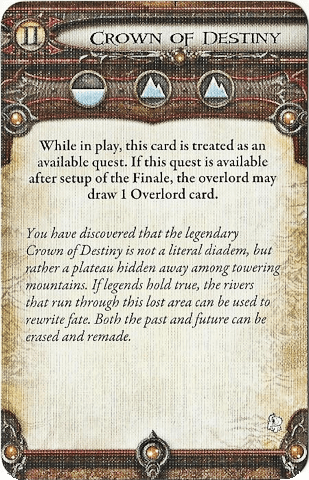 II
CROWN OF DESTINY
While in play, this card is treated as an
available quest. If this quest is available
after setup of the Finale, the overlord may
draw 1 Overlord card.
You have discovered that the legendary
Crown of Destiny is not a literal diadem, but
rather a plateau hidden away among towering
mountains. If legends hold true, the rivers
that run through this lost area can be used to
rewrite fate. Both the past and future can be
erased and remade.